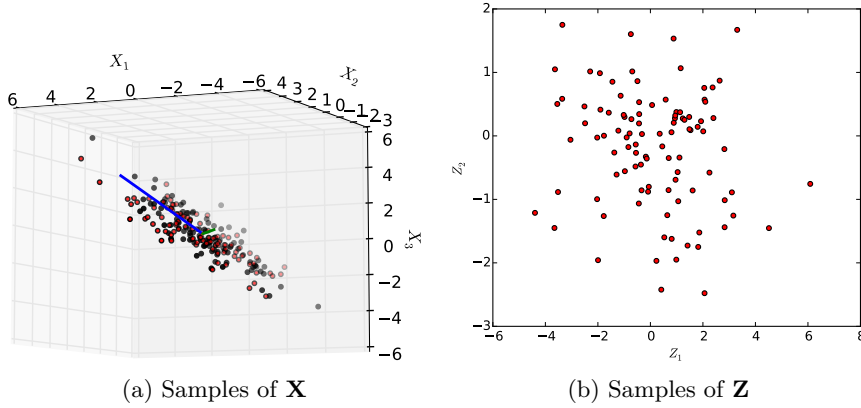 X₁
X₂
6 4 2 0 −2 −4 −6
4 3 2 1 0 −1 −2 −3
6
4
2
0
−2
−4
−6
X₃
(a) Samples of X
2
1
0
−1
−2
−3
Z₂
−6 −4 −2 0 2 4 6 8
Z₁
(b) Samples of Z